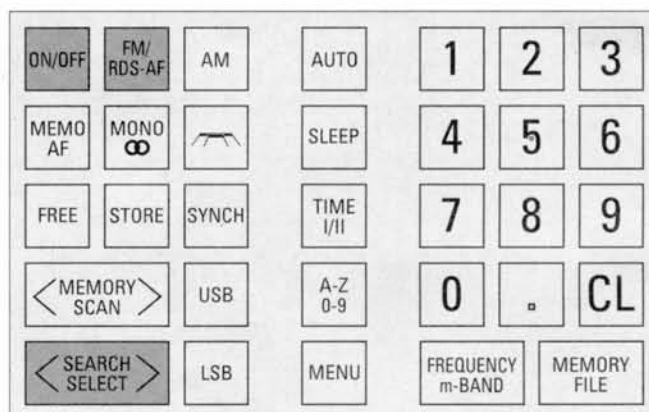 ON/OFF
FM/
RDS-AF
AM
AUTO
1
2
3
MEMO
AF
MONO
SLEEP
4
5
6
FREE
STORE
SYNCH
TIME
I/II
7
8
9
<MEMORY
SCAN>
USB
A-Z
0-9
0
.
CL
<SEARCH
SELECT>
LSB
MENU
FREQUENCY
m-BAND
MEMORY
FILE